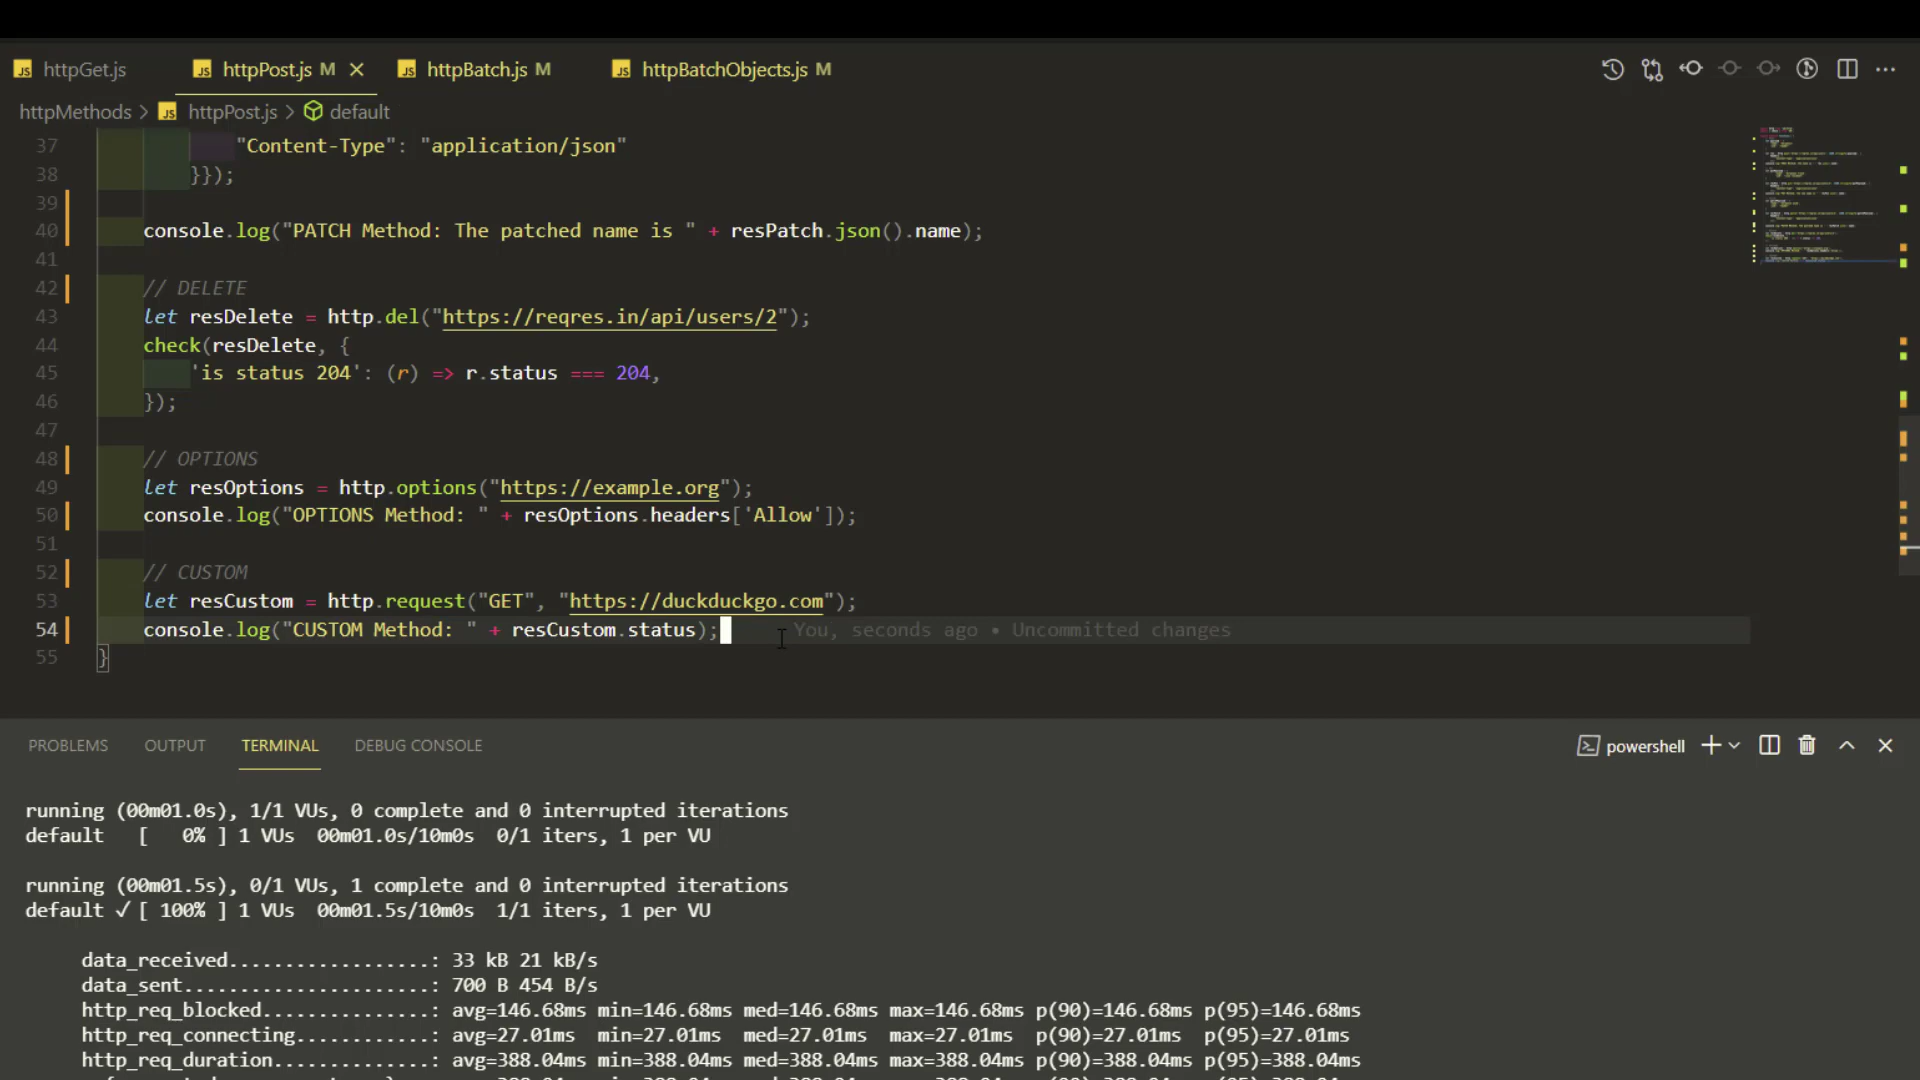 JS httpGet.js JS httpPost.js M JS httpBatch.js M JS httpBatchObjects.js M
httpMethods > JS httpPost.js > default
37 "Content-Type": "application/json"
38 }});
39
40 console.log("PATCH Method: The patched name is " + resPatch.json().name);
41
42 // DELETE
43 let resDelete = http.del("https://reqres.in/api/users/2");
44 check(resDelete, {
45 'is status 204': (r) => r.status === 204,
46 });
47
48 // OPTIONS
49 let resOptions = http.options("https://example.org");
50 console.log("OPTIONS Method: " + resOptions.headers['Allow']);
51
52 // CUSTOM
53 let resCustom = http.request("GET", "https://duckduckgo.com");
54 console.log("CUSTOM Method: " + resCustom.status); You, seconds ago • Uncommitted changes
55 }
PROBLEMS OUTPUT TERMINAL DEBUG CONSOLE powershell
running (00m01.0s), 1/1 VUs, 0 complete and 0 interrupted iterations
default [ 0% ] 1 VUs 00m01.0s/10m0s 0/1 iters, 1 per VU
running (00m01.5s), 0/1 VUs, 1 complete and 0 interrupted iterations
default ✓ [ 100% ] 1 VUs 00m01.5s/10m0s 1/1 iters, 1 per VU
data_received..................: 33 kB 21 kB/s
data_sent......................: 700 B 454 B/s
http_req_blocked...............: avg=146.68ms min=146.68ms med=146.68ms max=146.68ms p(90)=146.68ms p(95)=146.68ms
http_req_connecting............: avg=27.01ms min=27.01ms med=27.01ms max=27.01ms p(90)=27.01ms p(95)=27.01ms
http_req_duration..............: avg=388.04ms min=388.04ms med=388.04ms max=388.04ms p(90)=388.04ms p(95)=388.04ms